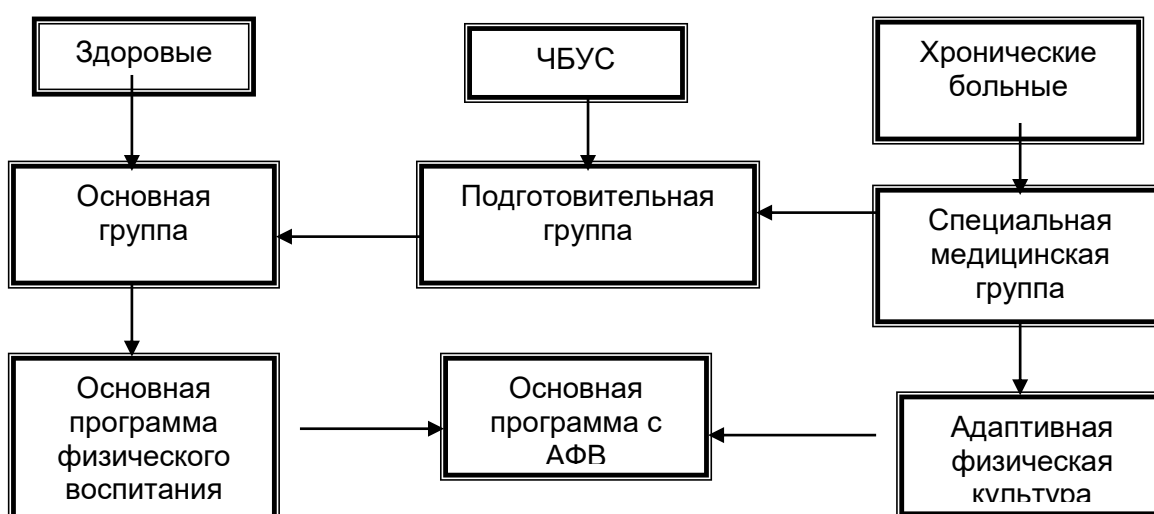 Здоровые
ЧБУС
Хронические
больные
Основная
группа
Подготовительная
группа
Специальная
медицинская
группа
Основная
программа
физического
воспитания
Основная
программа с
АФВ
Адаптивная
физическая
культура